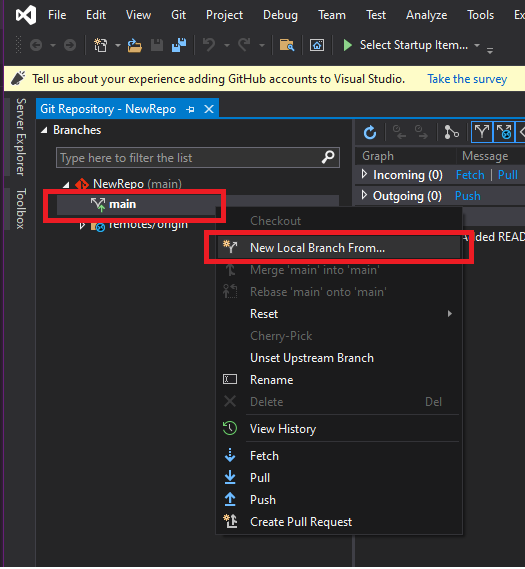 File Edit View Git Project Debug Team Test Analyze Tools Ex
Select Startup Item...
Tell us about your experience adding GitHub accounts to Visual Studio. Take the survey
Server Explorer
Toolbox
Git Repository - NewRepo
Branches
Type here to filter the list
NewRepo (main)
main
remotes/origin
Graph Message
Incoming (0) Fetch | Pull
Outgoing (0) Push
Added READ
Checkout
New Local Branch From...
Merge 'main' into 'main'
Rebase 'main' onto 'main'
Reset
Cherry-Pick
Unset Upstream Branch
Rename
Delete Del
View History
Fetch
Pull
Push
Create Pull Request